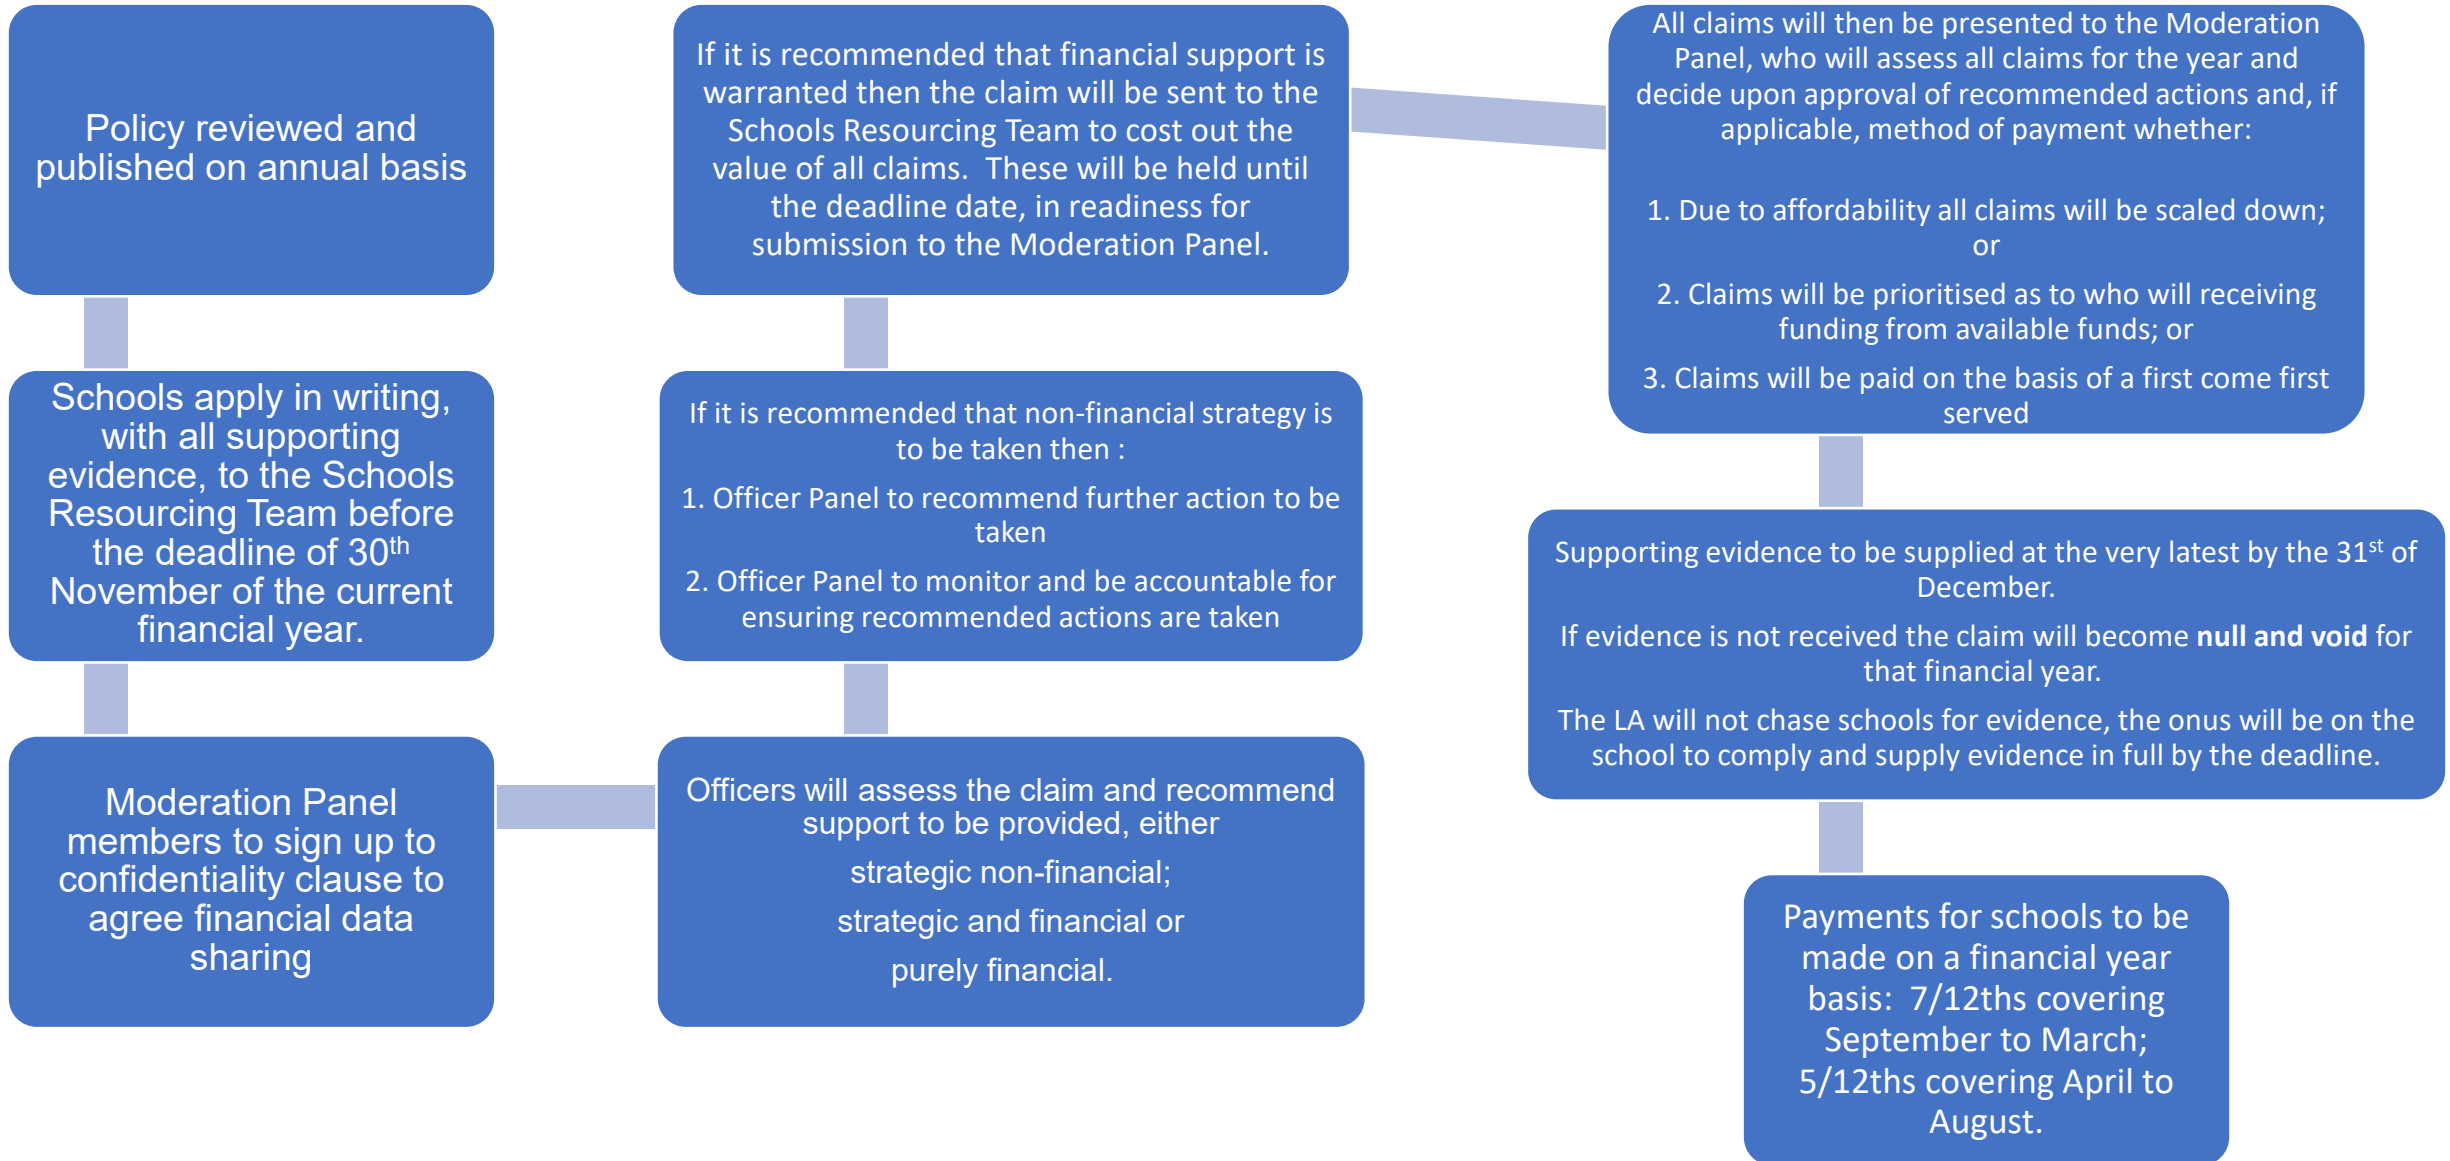 Policy reviewed and
published on annual basis
Schools apply in writing,
with all supporting
evidence, to the Schools
Resourcing Team before
the deadline of 30th
November of the current
financial year.
Moderation Panel
members to sign up to
confidentiality clause to
agree financial data
sharing
Officers will assess the claim and recommend
support to be provided, either
strategic non-financial;
strategic and financial or
purely financial.
If it is recommended that non-financial strategy is
to be taken then :
1. Officer Panel to recommend further action to be
taken
2. Officer Panel to monitor and be accountable for
ensuring recommended actions are taken
If it is recommended that financial support is
warranted then the claim will be sent to the
Schools Resourcing Team to cost out the
value of all claims.  These will be held until
the deadline date, in readiness for
submission to the Moderation Panel.
All claims will then be presented to the Moderation
Panel, who will assess all claims for the year and
decide upon approval of recommended actions and, if
applicable, method of payment whether:
1. Due to affordability all claims will be scaled down;
or
2. Claims will be prioritised as to who will receiving
funding from available funds; or
3. Claims will be paid on the basis of a first come first
served
Supporting evidence to be supplied at the very latest by the 31st of
December.
If evidence is not received the claim will become null and void for
that financial year.
The LA will not chase schools for evidence, the onus will be on the
school to comply and supply evidence in full by the deadline.
Payments for schools to be
made on a financial year
basis:  7/12ths covering
September to March;
5/12ths covering April to
August.